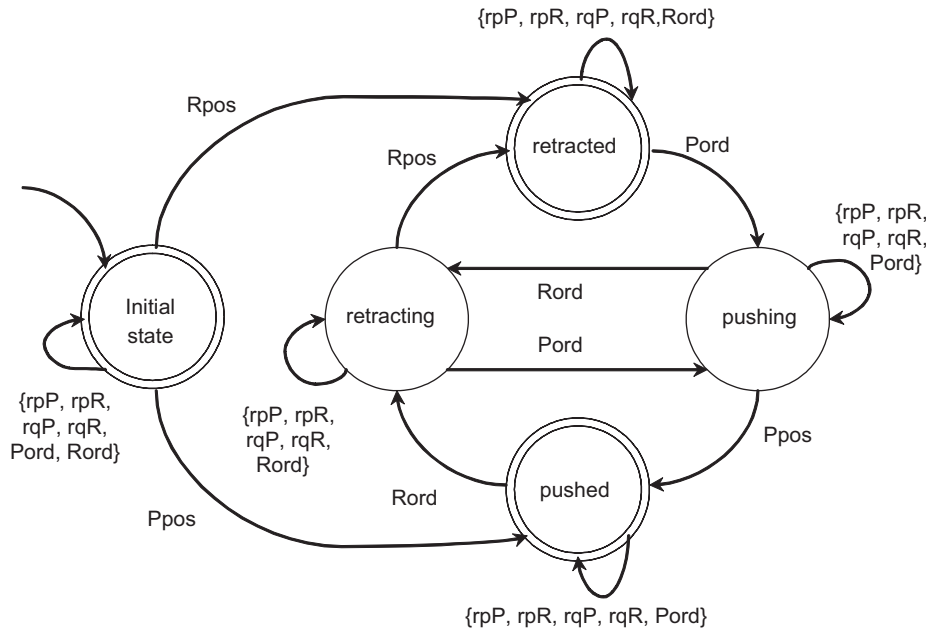 {rpP, rpR, rqP, rqR,Rord}
Rpos
retracted
Pord
Rpos
{rpP, rpR,
rqP, rqR,
Pord}
Initial
state
Rord
retracting
pushing
Pord
{rpP, rpR,
rqP, rqR,
Pord, Rord}
{rpP, rpR,
rqP, rqR,
Rord}
Ppos
Rord
pushed
Ppos
{rpP, rpR, rqP, rqR, Pord}